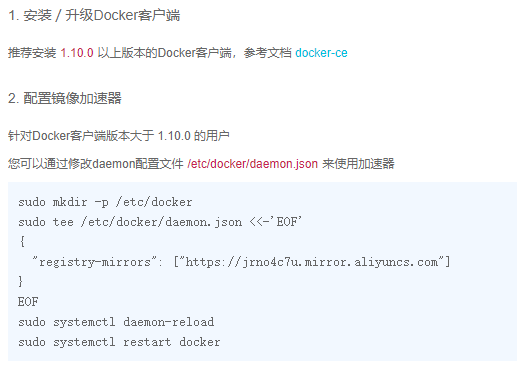 1. 安装 / 升级Docker客户端
推荐安装 1.10.0 以上版本的Docker客户端，参考文档 docker-ce
2. 配置镜像加速器
针对Docker客户端版本大于 1.10.0 的用户
您可以通过修改daemon配置文件 /etc/docker/daemon.json 来使用加速器
sudo mkdir -p /etc/docker
sudo tee /etc/docker/daemon.json <<-'EOF'
{
  "registry-mirrors": ["https://jrno4c7u.mirror.aliyuncs.com"]
}
EOF
sudo systemctl daemon-reload
sudo systemctl restart docker